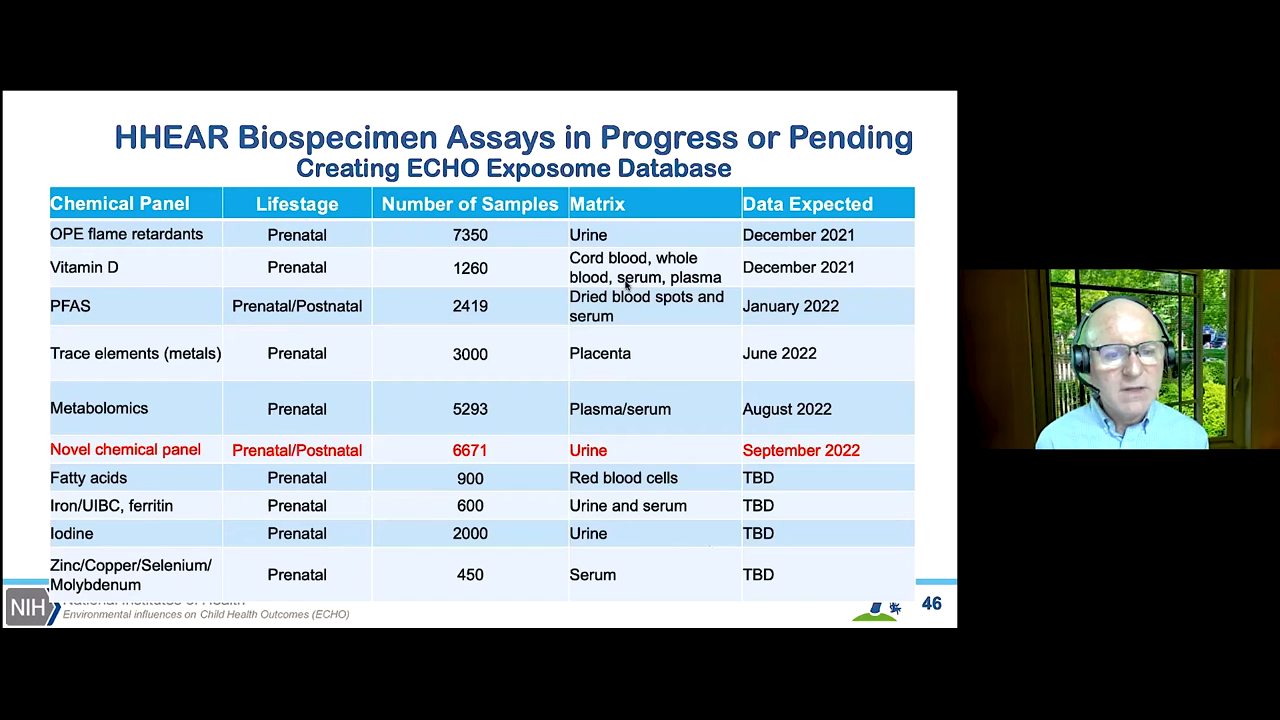 HHEAR Biospecimen Assays in Progress or Pending
Creating ECHO Exposome Database
Chemical Panel Lifestage Number of Samples Matrix Data Expected
OPE flame retardants Prenatal 7350 Urine December 2021
Vitamin D Prenatal 1260 Cord blood, whole
blood, serum, plasma December 2021
PFAS Prenatal/Postnatal 2419 Dried blood spots and
serum January 2022
Trace elements (metals) Prenatal 3000 Placenta June 2022
Metabolomics Prenatal 5293 Plasma/serum August 2022
Novel chemical panel Prenatal/Postnatal 6671 Urine September 2022
Fatty acids Prenatal 900 Red blood cells TBD
Iron/UIBC, ferritin Prenatal 600 Urine and serum TBD
Iodine Prenatal 2000 Urine TBD
Zinc/Copper/Selenium/
Molybdenum Prenatal 450 Serum TBD
NIH
National Institutes of Health
Environmental influences on Child Health Outcomes (ECHO)
46